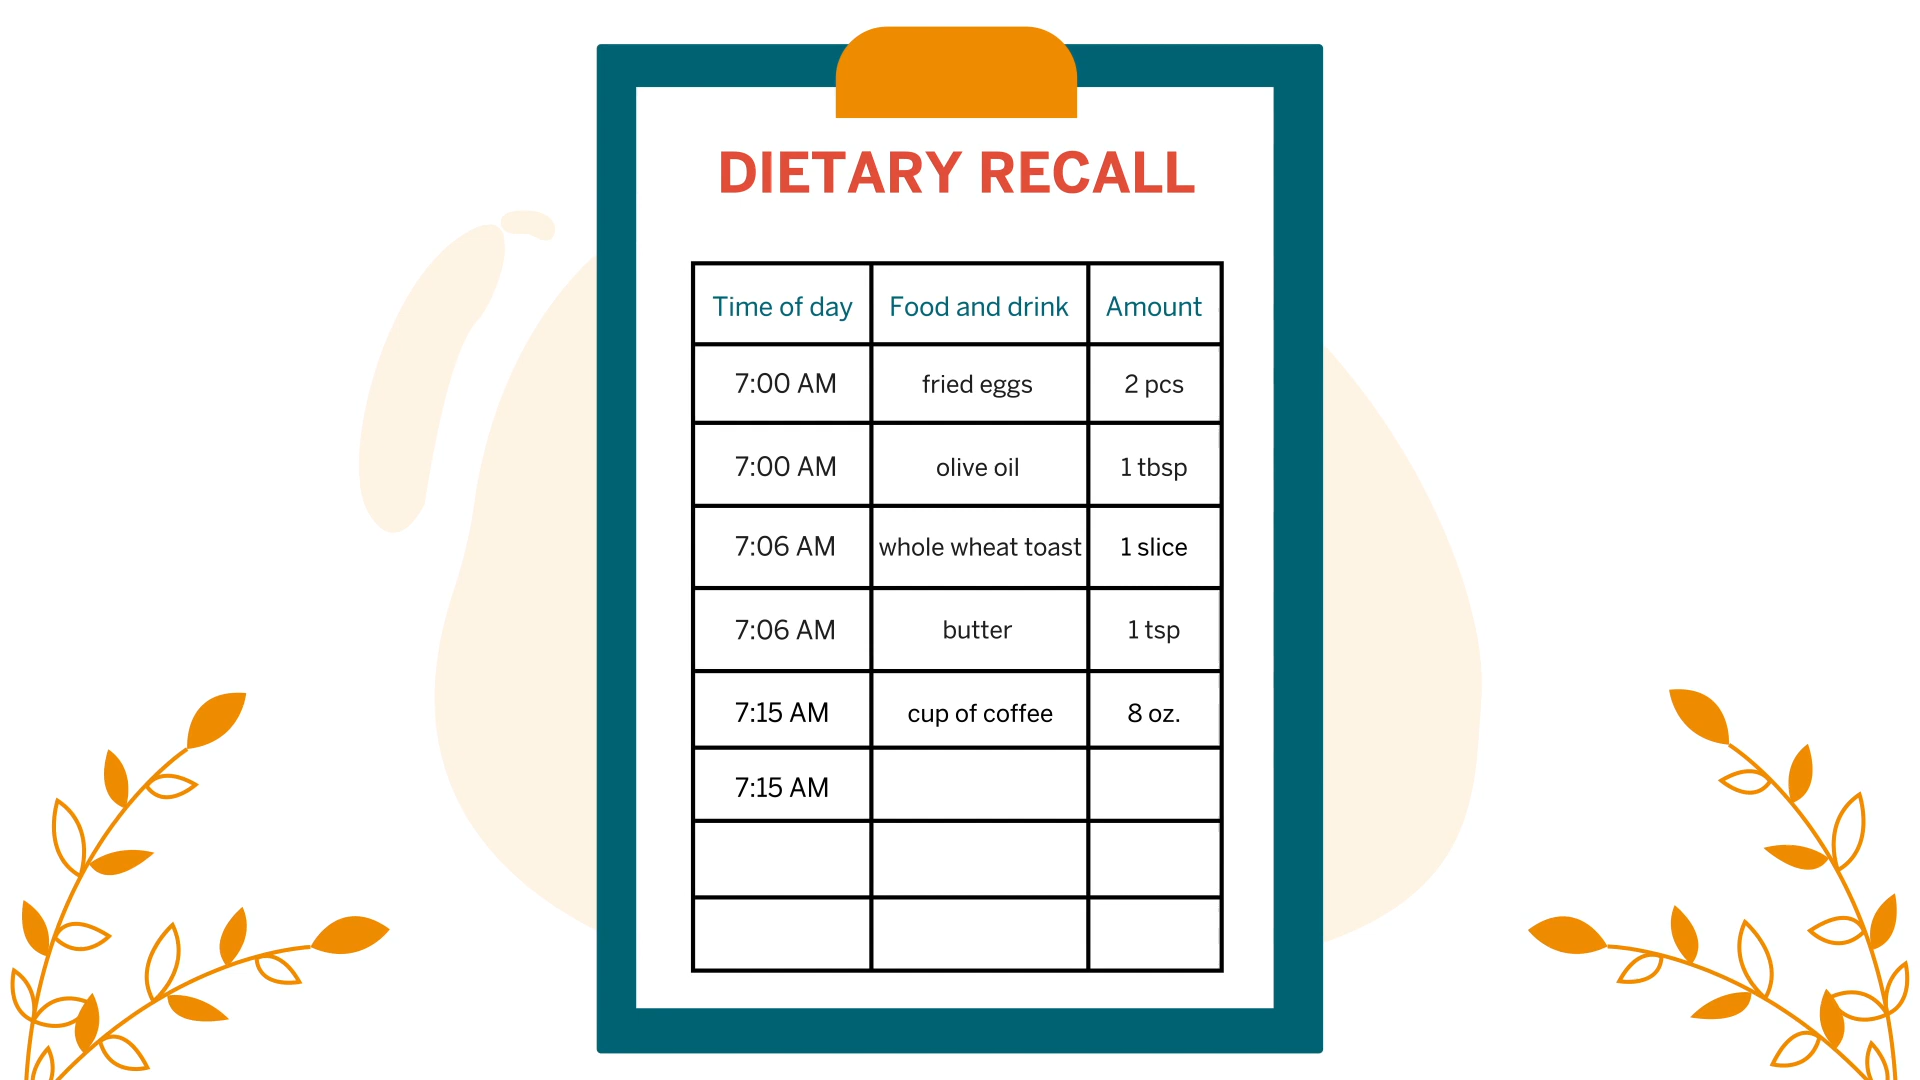 DIETARY RECALL
Time of day Food and drink Amount
7:00 AM fried eggs 2 pcs
7:00 AM olive oil 1 tbsp
7:06 AM whole wheat toast 1 slice
7:06 AM butter 1 tsp
7:15 AM cup of coffee 8 oz.
7:15 AM